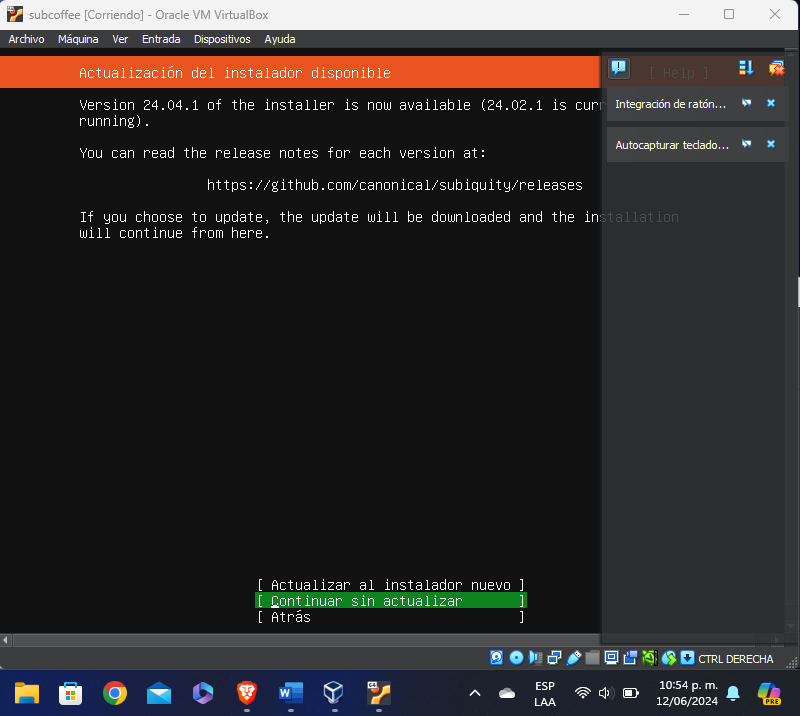 subcoffee [Corriendo] - Oracle VM VirtualBox
Archivo Máquina Ver Entrada Dispositivos Ayuda
Actualización del instalador disponible
[ Help ]
Version 24.04.1 of the installer is now available (24.02.1 is curr
running).
Integración de ratón...
Autocapturar teclado...
You can read the release notes for each version at:
https://github.com/canonical/subiquity/releases
If you choose to update, the update will be downloaded and the installation
will continue from here.
[ Actualizar al instalador nuevo ]
[ Continuar sin actualizar ]
[ Atrás ]
CTRL DERECHA
ESP
LAA
10:54 p. m.
12/06/2024
PRE